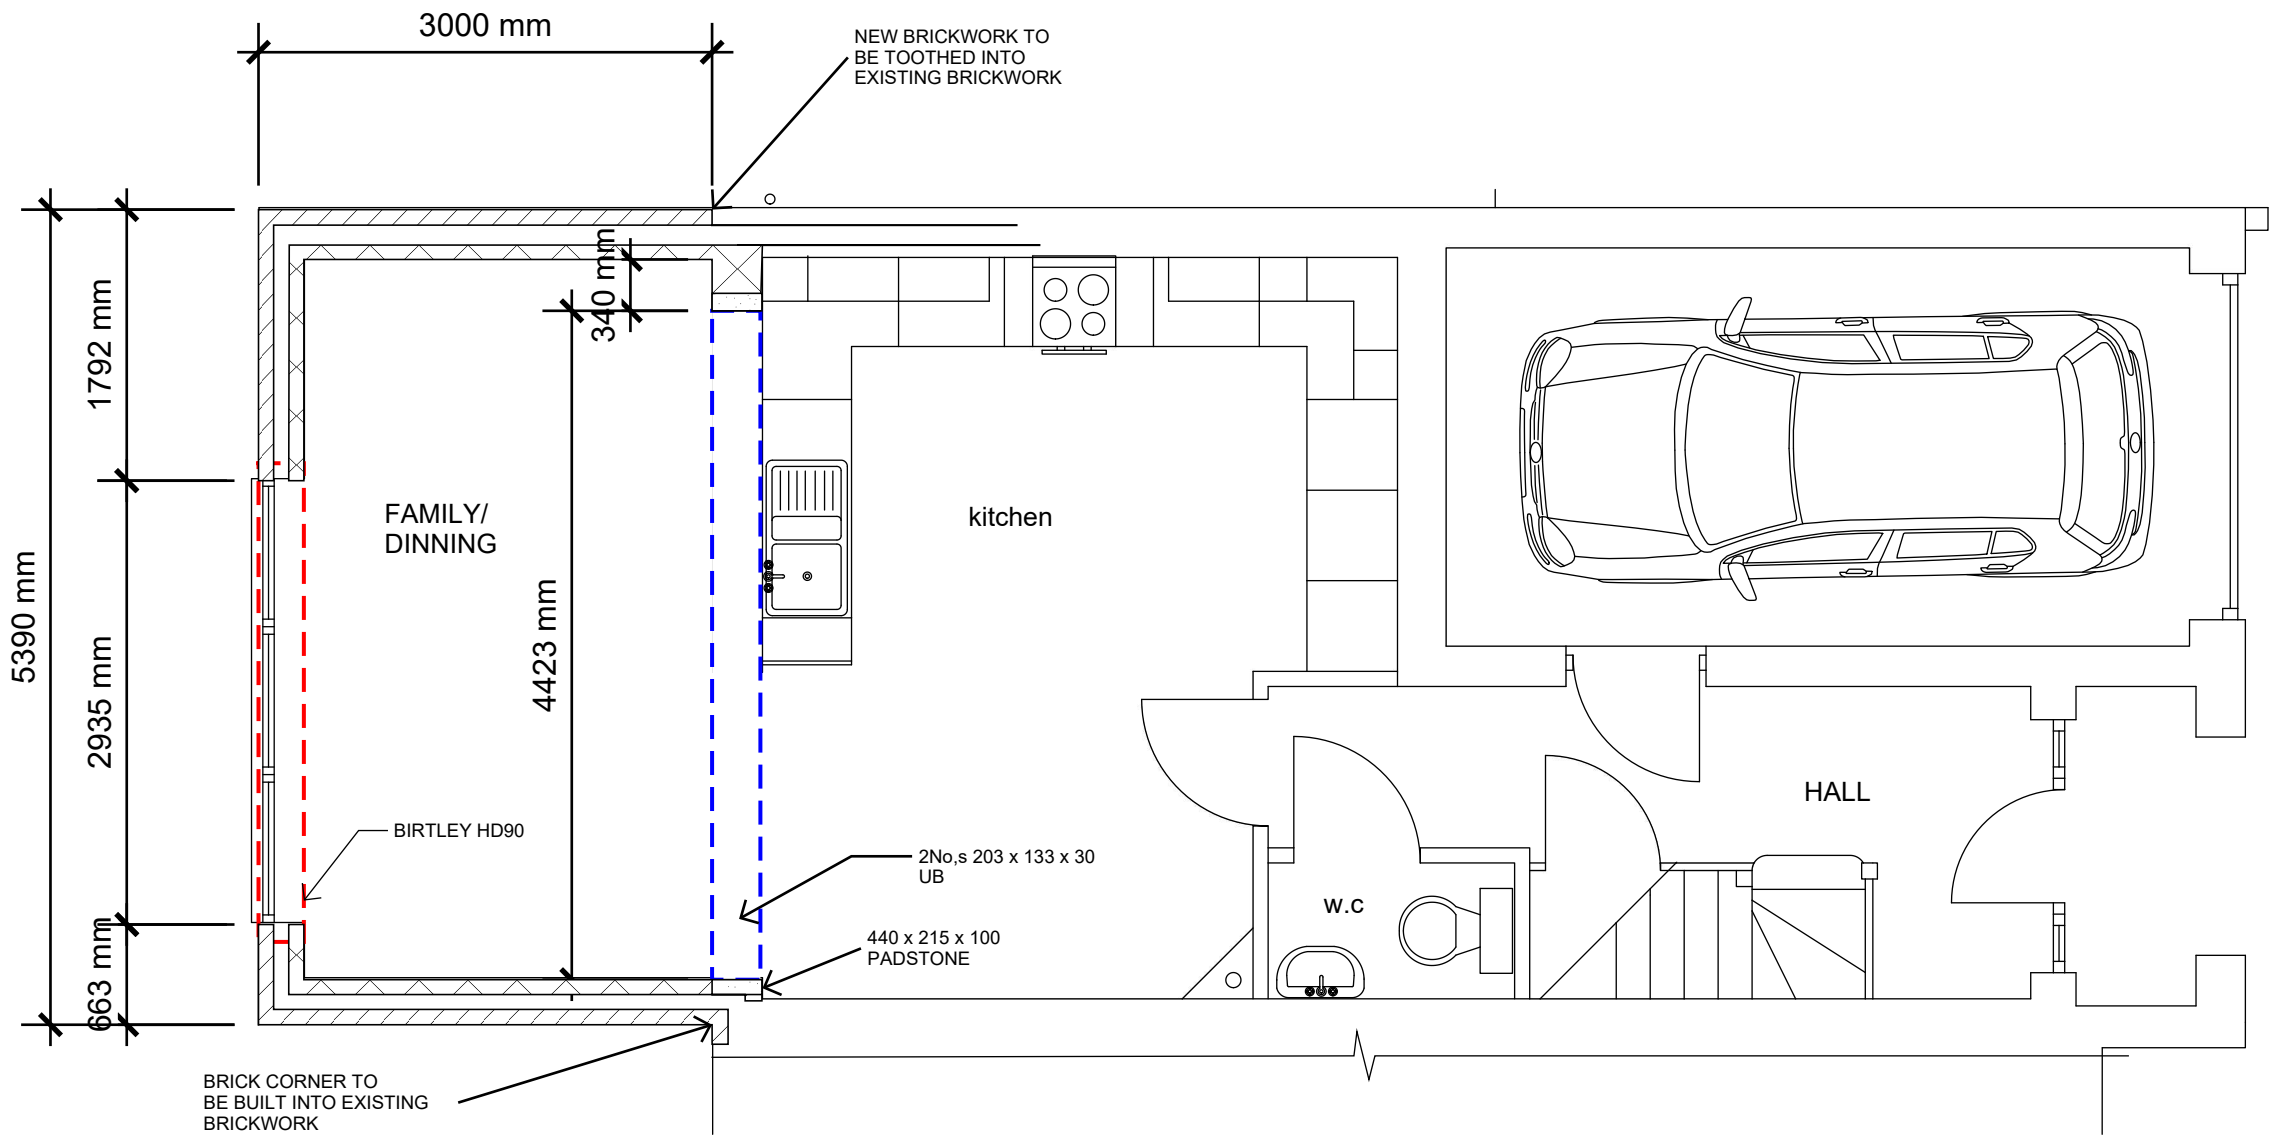 3000 mm
NEW BRICKWORK TO
BE TOOTHED INTO
EXISTING BRICKWORK
340 mm
1792 mm
FAMILY/
DINNING
kitchen
5390 mm
4423 mm
2935 mm
HALL
BIRTLEY HD90
2No,s 203 x 133 x 30
UB
w.c
440 x 215 x 100
PADSTONE
663 mm
BRICK CORNER TO
BE BUILT INTO EXISTING
BRICKWORK